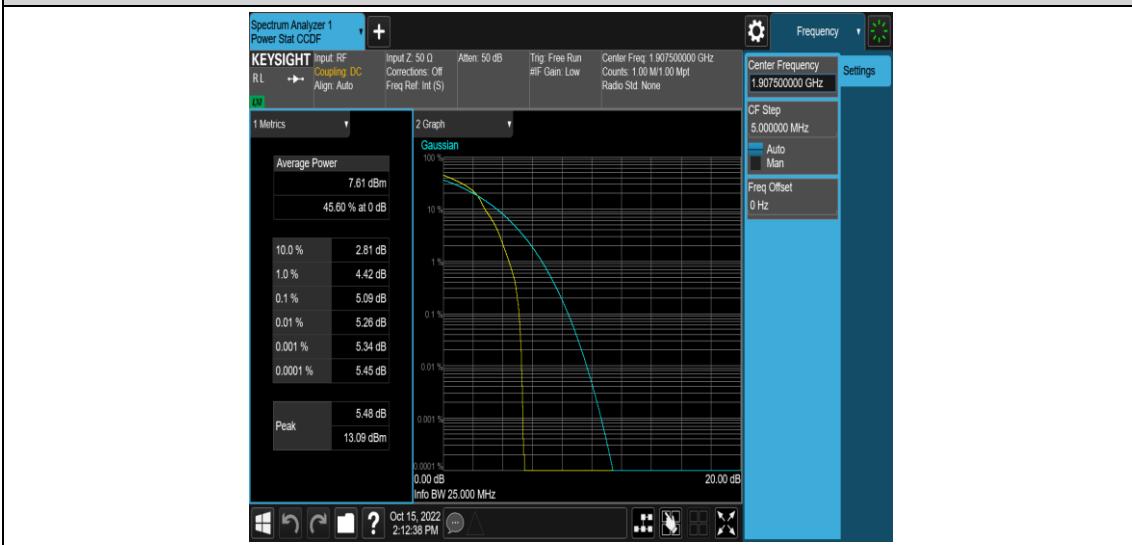 Spectrum Analyzer 1
Power Stat CCDF
+
Frequency
KEYSIGHT
RL
LXI
Input: RF
Coupling: DC
Align: Auto
Input Z: 50 Ω
Corrections: Off
Freq Ref: Int (S)
Atten: 50 dB
Trig: Free Run
#IF Gain: Low
Center Freq: 1.907500000 GHz
Counts: 1.00 M/1.00 Mpt
Radio Std: None
Center Frequency
1.907500000 GHz
Settings
CF Step
5.000000 MHz
Auto
Man
Freq Offset
0 Hz
1 Metrics
Average Power
7.61 dBm
45.60 % at 0 dB
10.0 % 2.81 dB
1.0 % 4.42 dB
0.1 % 5.09 dB
0.01 % 5.26 dB
0.001 % 5.34 dB
0.0001 % 5.45 dB
Peak
5.48 dB
13.09 dBm
2 Graph
Gaussian
100 %
10 %
1 %
0.1 %
0.01 %
0.001 %
0.0001 %
0.00 dB 20.00 dB
Info BW 25.000 MHz
?
Oct 15, 2022
2:12:38 PM